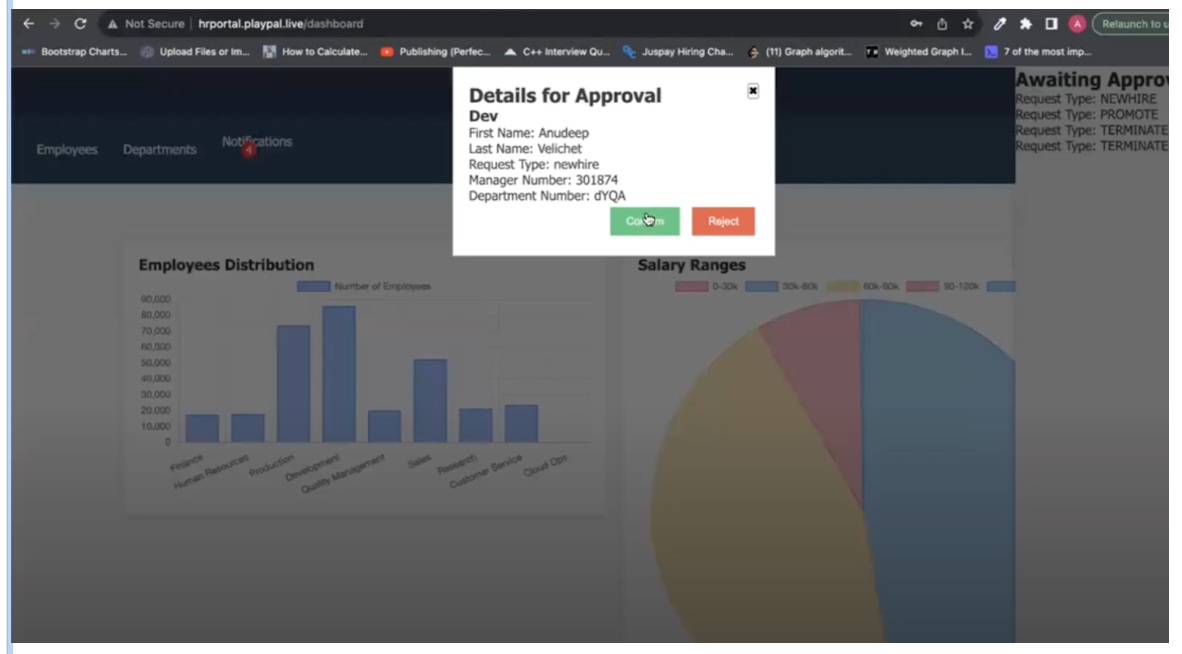 Not Secure | hrportal.playpal.live/dashboard
A
Relaunch to u
Bootstrap Charts...
Upload Files or Im...
How to Calculate...
Publishing (Perfec...
C++ Interview Qu...
Juspay Hiring Cha...
(11) Graph algorit...
Weighted Graph I...
7 of the most imp...
Employees
Departments
Notifications
4
Details for Approval
Dev
First Name: Anudeep
Last Name: Velichet
Request Type: newhire
Manager Number: 301874
Department Number: dYQA
Confirm
Reject
Awaiting Approv
Request Type: NEWHIRE
Request Type: PROMOTE
Request Type: TERMINATE
Request Type: TERMINATE
Employees Distribution
Number of Employees
90,000
80,000
70,000
60,000
50,000
40,000
30,000
20,000
10,000
0
Finance
Human Resources
Production
Development
Quality Management
Sales
Research
Customer Service
Cloud Ops
Salary Ranges
0-30k
30k-60k
60k-90k
90-120k